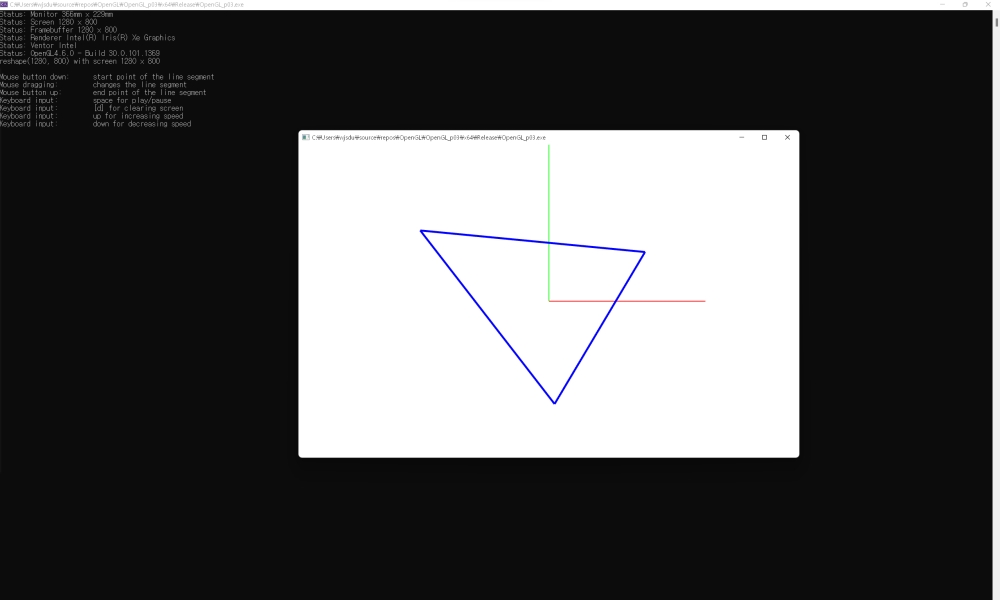 C:₩Users₩vjsdu₩source₩repos₩OpenGL₩OpenGL_p03₩x64₩Release₩OpenGL_p03.exe
Status: Monitor 366mm x 229mm
Status: Screen 1280 x 800
Status: Framebuffer 1280 x 800
Status: Renderer Intel(R) Iris(R) Xe Graphics
Status: Ventor Intel
Status: OpenGL4.6.0 - Build 30.0.101.1369
reshape(1280, 800) with screen 1280 x 800
Mouse button down: start point of the line segment
Mouse dragging: changes the line segment
Mouse button up: end point of the line segment
Keyboard input: space for play/pause
Keyboard input: [d] for clearing screen
Keyboard input: up for increasing speed
Keyboard input: down for decreasing speed
C:₩Users₩vjsdu₩source₩repos₩OpenGL₩OpenGL_p03₩x64₩Release₩OpenGL_p03.exe